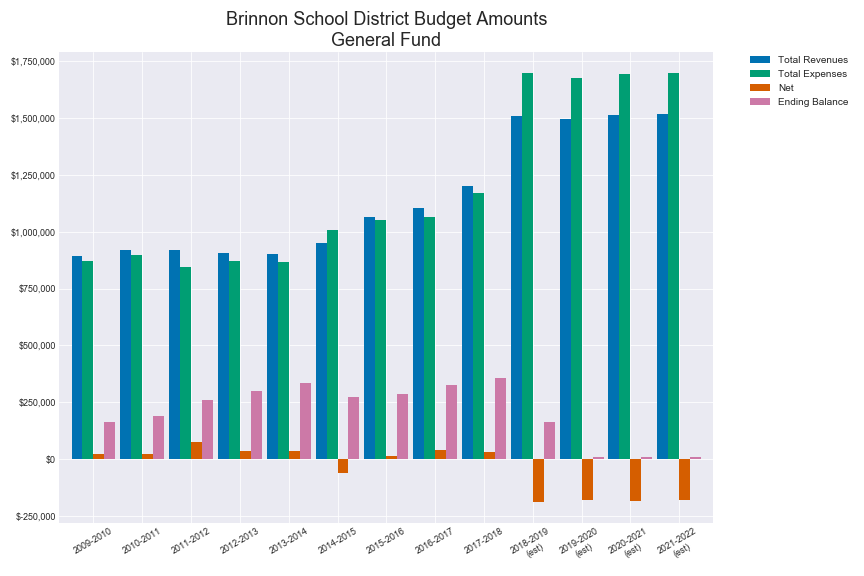 Brinnon School District Budget Amounts
General Fund
$1,750,000
$1,500,000
$1,250,000
$1,000,000
$750,000
$500,000
$250,000
$0
$-250,000
2009-2010
2010-2011
2011-2012
2012-2013
2013-2014
2014-2015
2015-2016
2016-2017
2017-2018
2018-2019
(est)
2019-2020
(est)
2020-2021
(est)
2021-2022
(est)
Total Revenues
Total Expenses
Net
Ending Balance